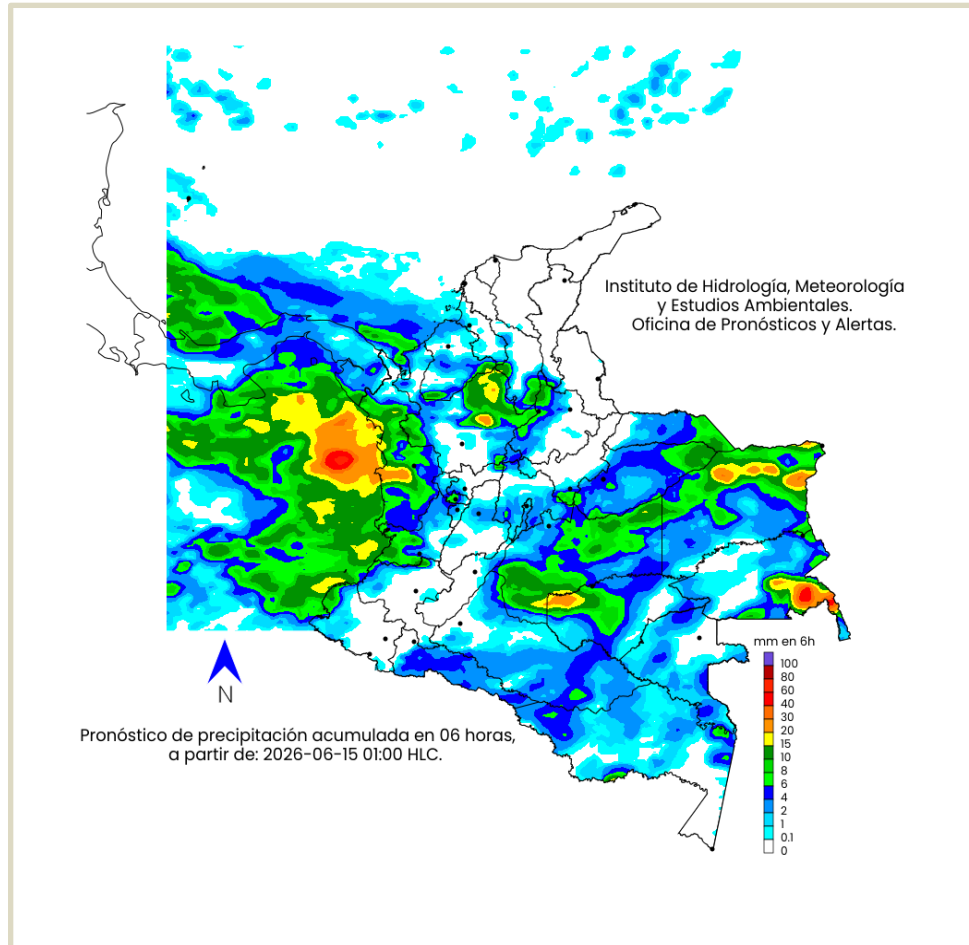 Instituto de Hidrología, Meteorología
y Estudios Ambientales.
Oficina de Pronósticos y Alertas.
mm en 6h
100
80
60
40
30
20
15
10
8
6
4
2
1
0.1
0
N
Pronóstico de precipitación acumulada en 06 horas,
a partir de: 2026-06-15 01:00 HLC.